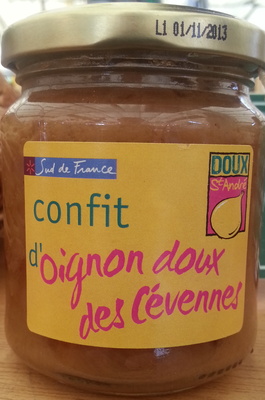 L1 01/11/2013
Sud de France
DOUX
St André
confit
d'Oignon doux
des Cévennes